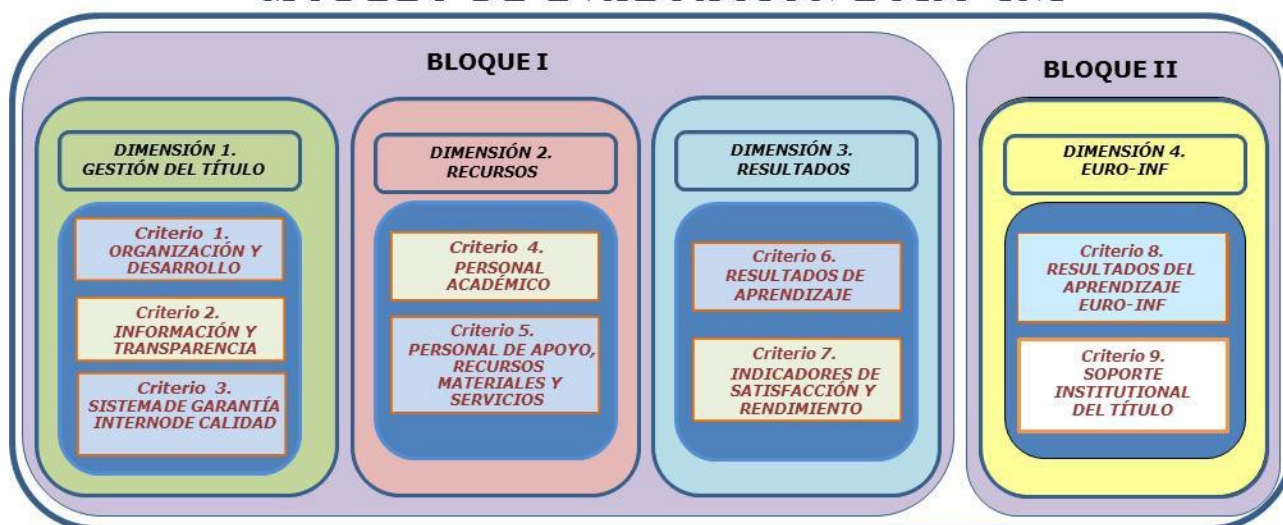 BLOQUE I
DIMENSIÓN 1.
GESTIÓN DEL TÍTULO
Criterio 1.
ORGANIZACIÓN Y
DESARROLLO
Criterio 2.
INFORMACIÓN Y
TRANSPARENCIA
Criterio 3.
SISTEMADE GARANTÍA
INTERNODE CALIDAD
DIMENSIÓN 2.
RECURSOS
Criterio 4.
PERSONAL
ACADÉMICO
Criterio 5.
PERSONAL DE APOYO,
RECURSOS
MATERIALES Y
SERVICIOS
DIMENSIÓN 3.
RESULTADOS
Criterio 6.
RESULTADOS DE
APRENDIZAJE
Criterio 7.
INDICADORES DE
SATISFACCIÓN Y
RENDIMIENTO
BLOQUE II
DIMENSIÓN 4.
EURO-INF
Criterio 8.
RESULTADOS DEL
APRENDIZAJE
EURO-INF
Criterio 9.
SOPORTE
INSTITUTIONAL
DEL TÍTULO